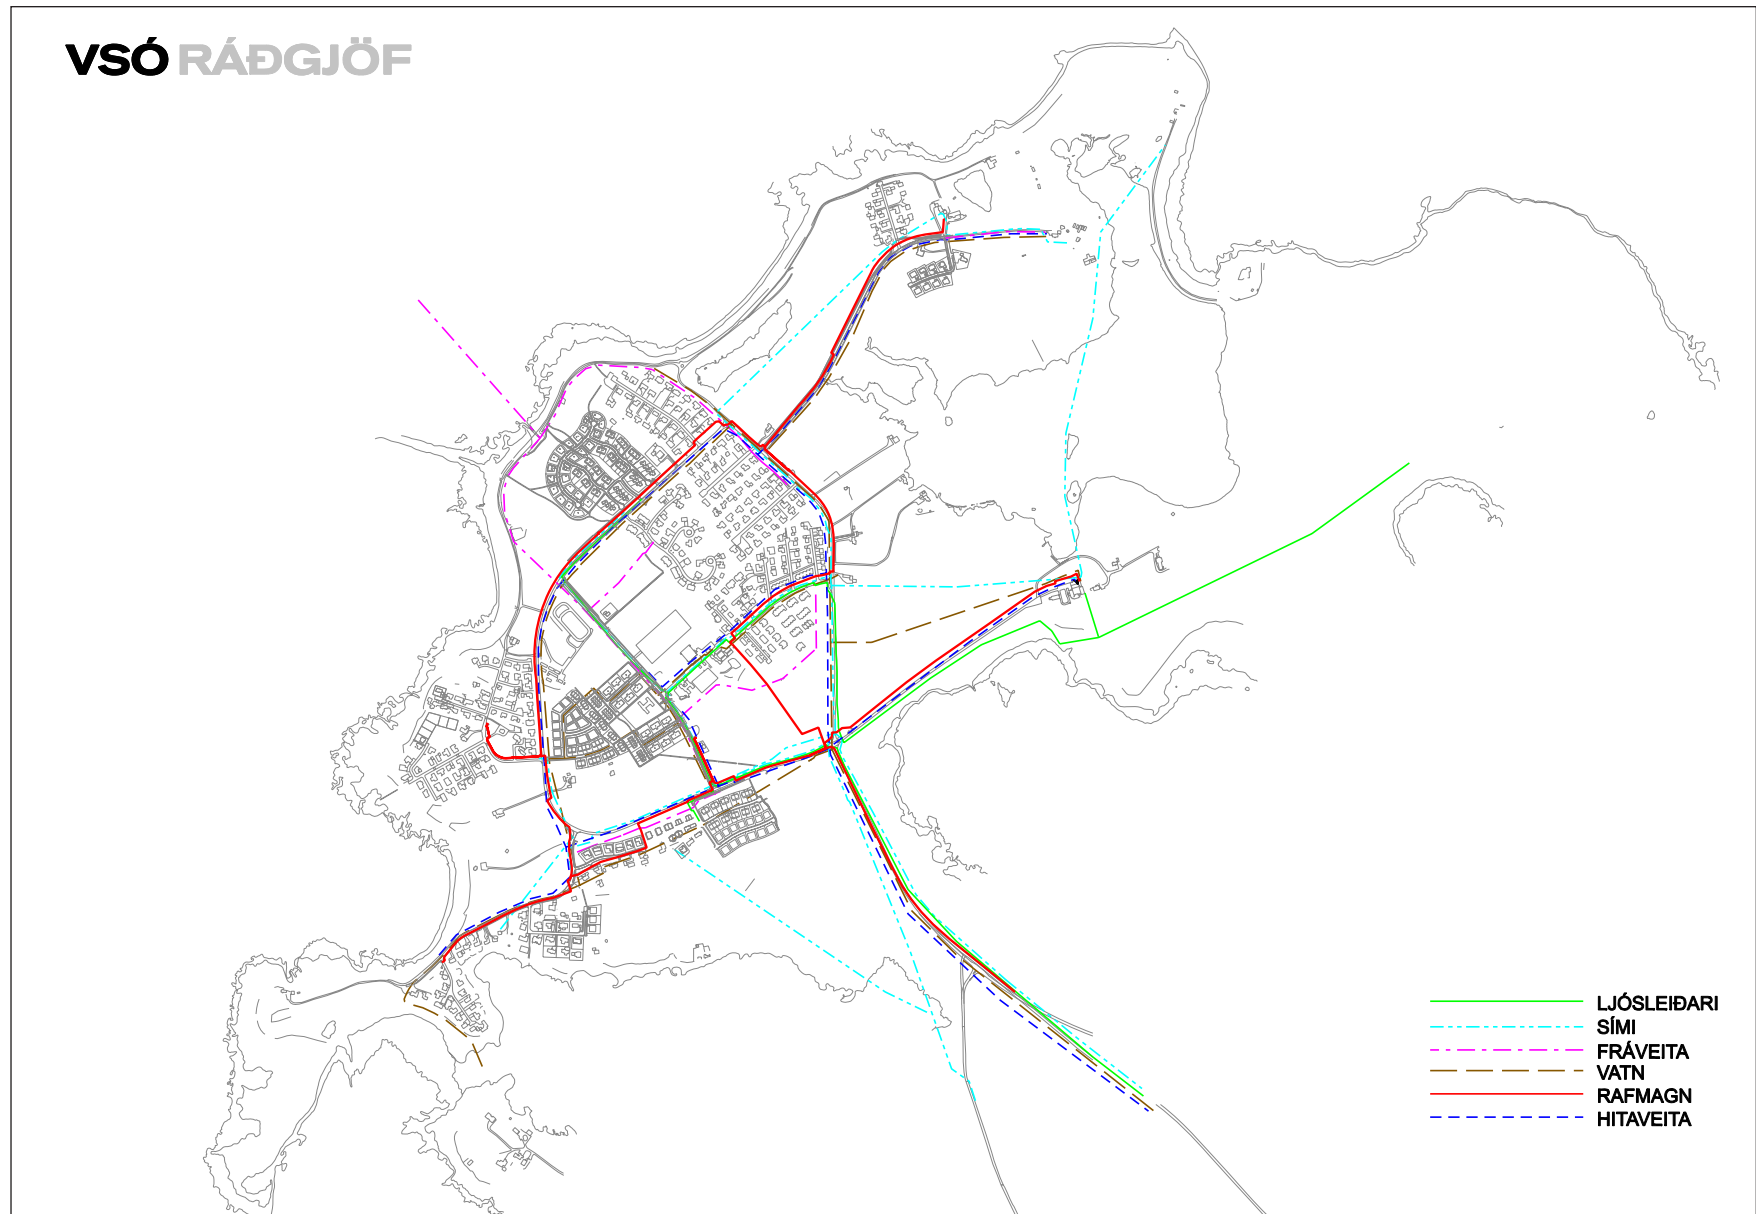 VSÓ RÁÐGJÖF
LJÓSLEIÐARI
SÍMI
FRÁVEITA
VATN
RAFMAGN
HITAVEITA